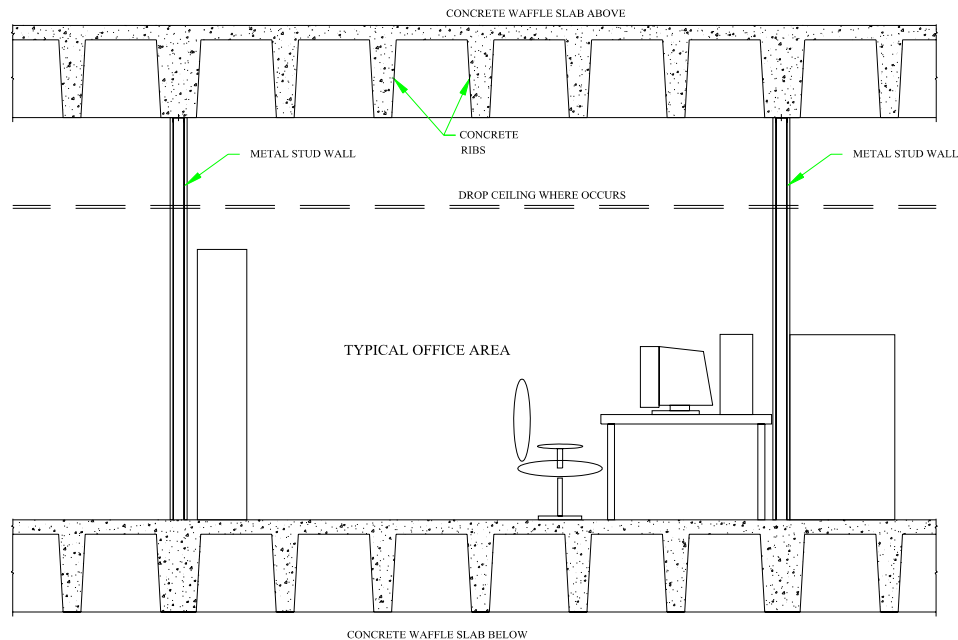 CONCRETE WAFFLE SLAB ABOVE
CONCRETE
RIBS
METAL STUD WALL
METAL STUD WALL
DROP CEILING WHERE OCCURS
TYPICAL OFFICE AREA
CONCRETE WAFFLE SLAB BELOW